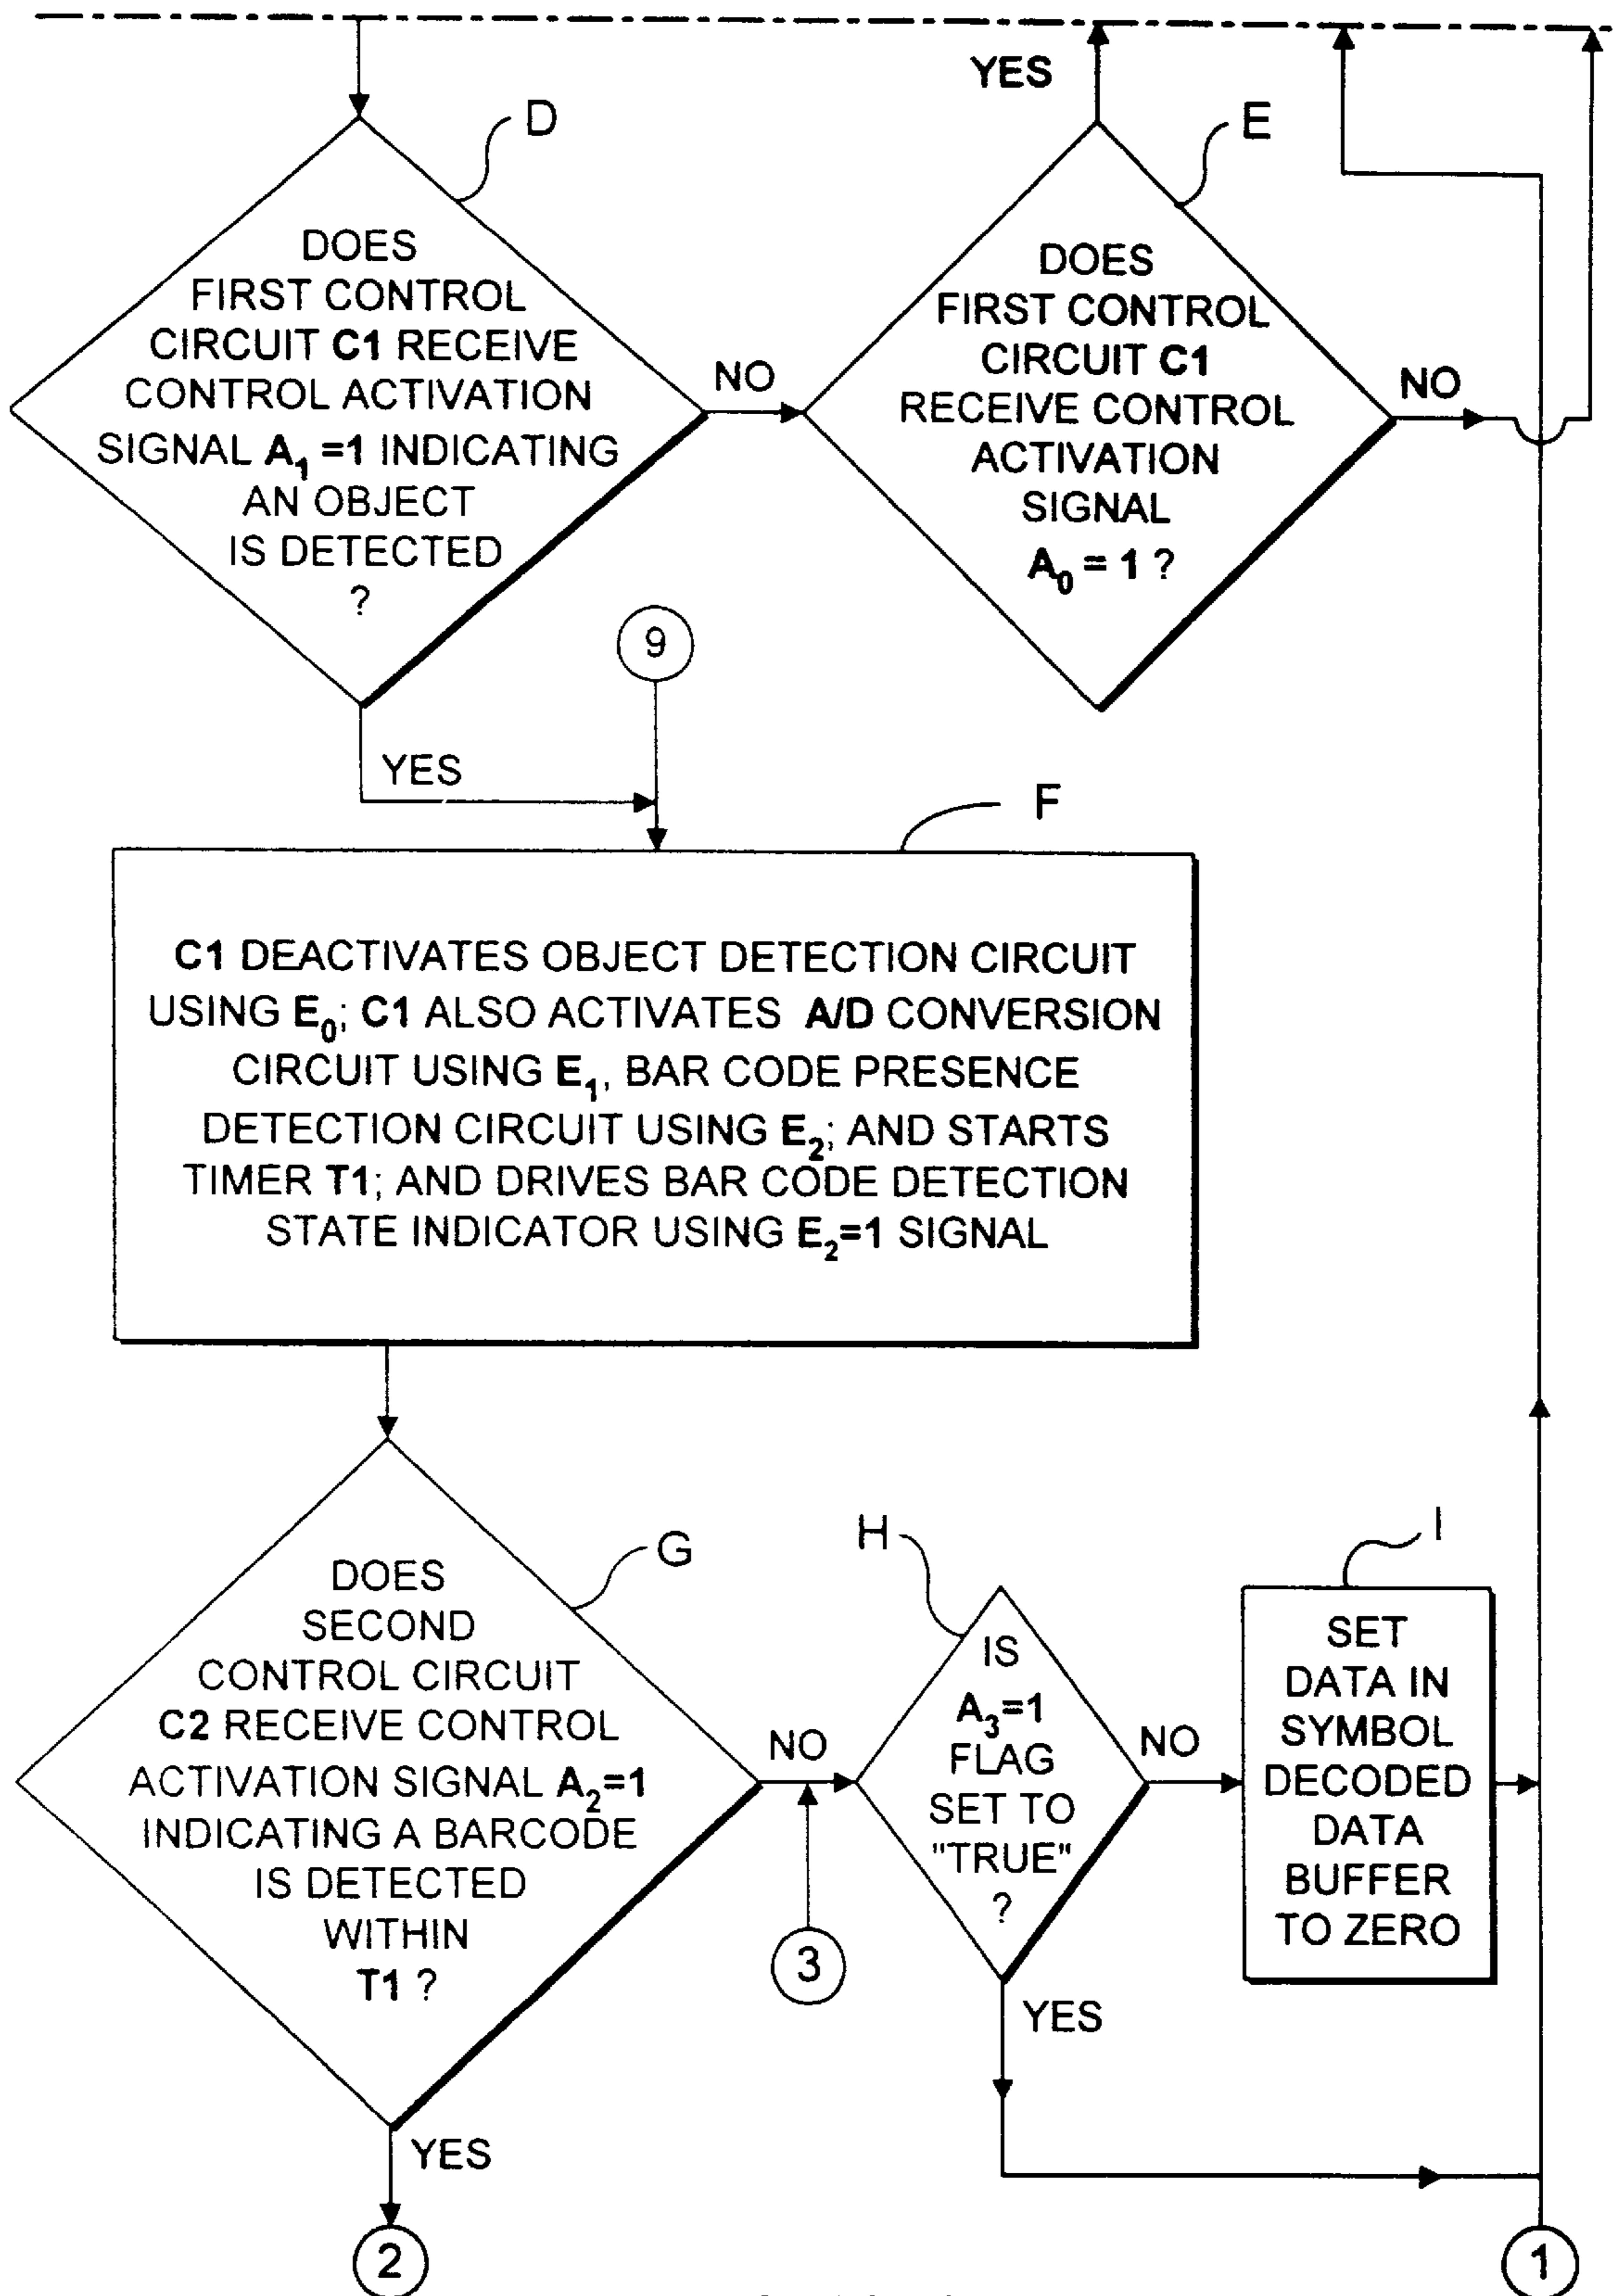 YES
D
E
DOES
FIRST CONTROL
CIRCUIT C1 RECEIVE
CONTROL ACTIVATION
SIGNAL A₁ =1 INDICATING
AN OBJECT
IS DETECTED
?
NO
DOES
FIRST CONTROL
CIRCUIT C1
RECEIVE CONTROL
ACTIVATION
SIGNAL
A₀ = 1 ?
NO
9
YES
F
C1 DEACTIVATES OBJECT DETECTION CIRCUIT
USING E₀; C1 ALSO ACTIVATES A/D CONVERSION
CIRCUIT USING E₁, BAR CODE PRESENCE
DETECTION CIRCUIT USING E₂; AND STARTS
TIMER T1; AND DRIVES BAR CODE DETECTION
STATE INDICATOR USING E₂=1 SIGNAL
G
H
I
DOES
SECOND
CONTROL CIRCUIT
C2 RECEIVE CONTROL
ACTIVATION SIGNAL A₂=1
INDICATING A BARCODE
IS DETECTED
WITHIN
T1 ?
NO
3
IS
A₃=1
FLAG
SET TO
"TRUE"
?
NO
SET
DATA IN
SYMBOL
DECODED
DATA
BUFFER
TO ZERO
YES
YES
2
1